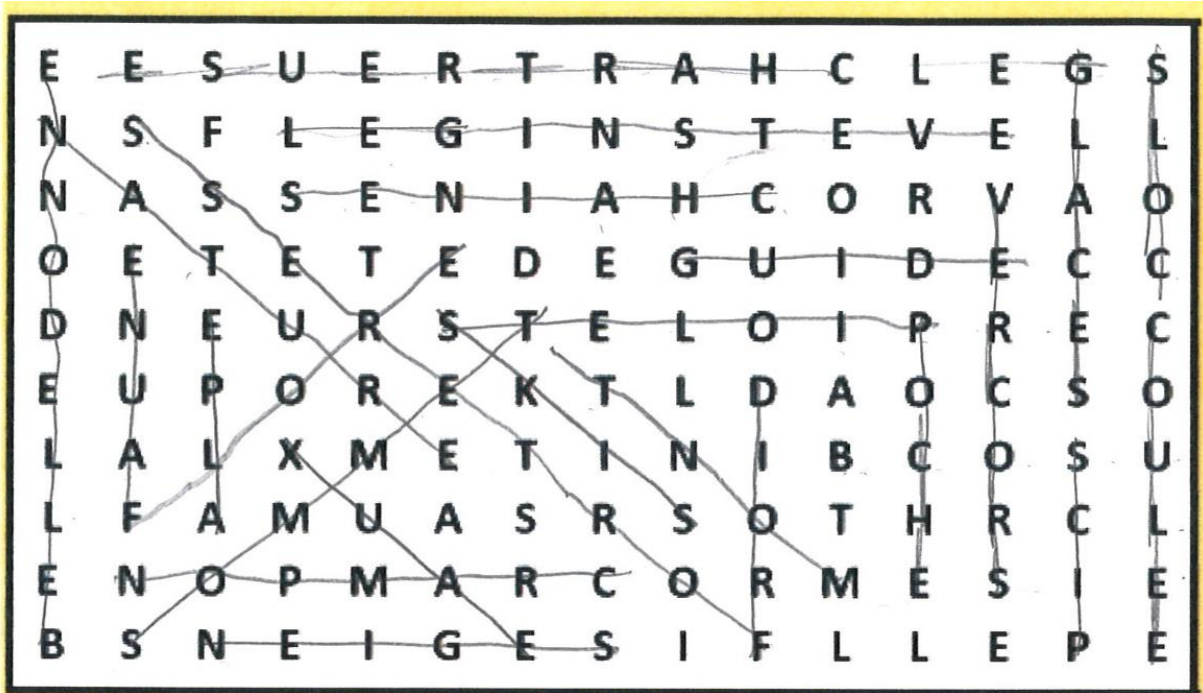 E E S U E R T R A H C L E G S
N S F L E G I N S T E V E L L
N A S S E N I A H C O R V A O
O E T E T E D E G U I D E C C
D N E U R S T E L O I P R E C
E U P O R E K T L D A O C S O
L A L X M E T I N I B C O S U
L F A M U A S R S O T H R C L
E N O P M A R C O R M E S I E
B S N E I G E S I F L L E P E